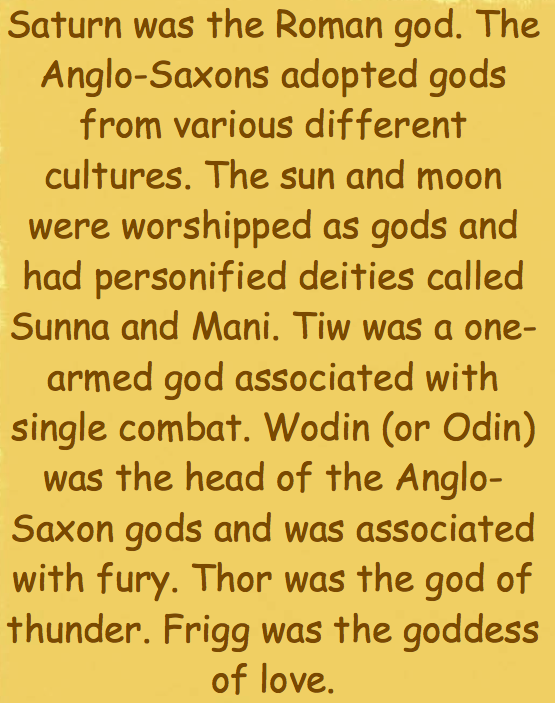 Saturn was the Roman god. The
Anglo-Saxons adopted gods
from various different
cultures. The sun and moon
were worshipped as gods and
had personified deities called
Sunna and Mani. Tiw was a one-
armed god associated with
single combat. Wodin (or Odin)
was the head of the Anglo-
Saxon gods and was associated
with fury. Thor was the god of
thunder. Frigg was the goddess
of love.